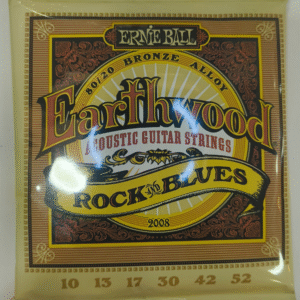 ERNIE BALL
80/20 BRONZE ALLOY
Earthwood
ACOUSTIC GUITAR STRINGS
ROCK AND BLUES
2008
10 13 17 30 42 52